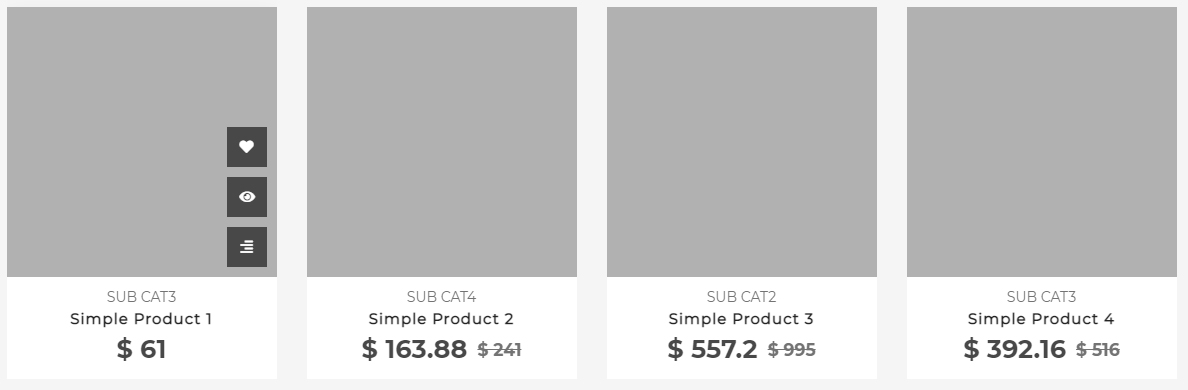 SUB CAT3
Simple Product 1
$ 61
SUB CAT4
Simple Product 2
$ 163.88 $ 241
SUB CAT2
Simple Product 3
$ 557.2 $ 995
SUB CAT3
Simple Product 4
$ 392.16 $ 516